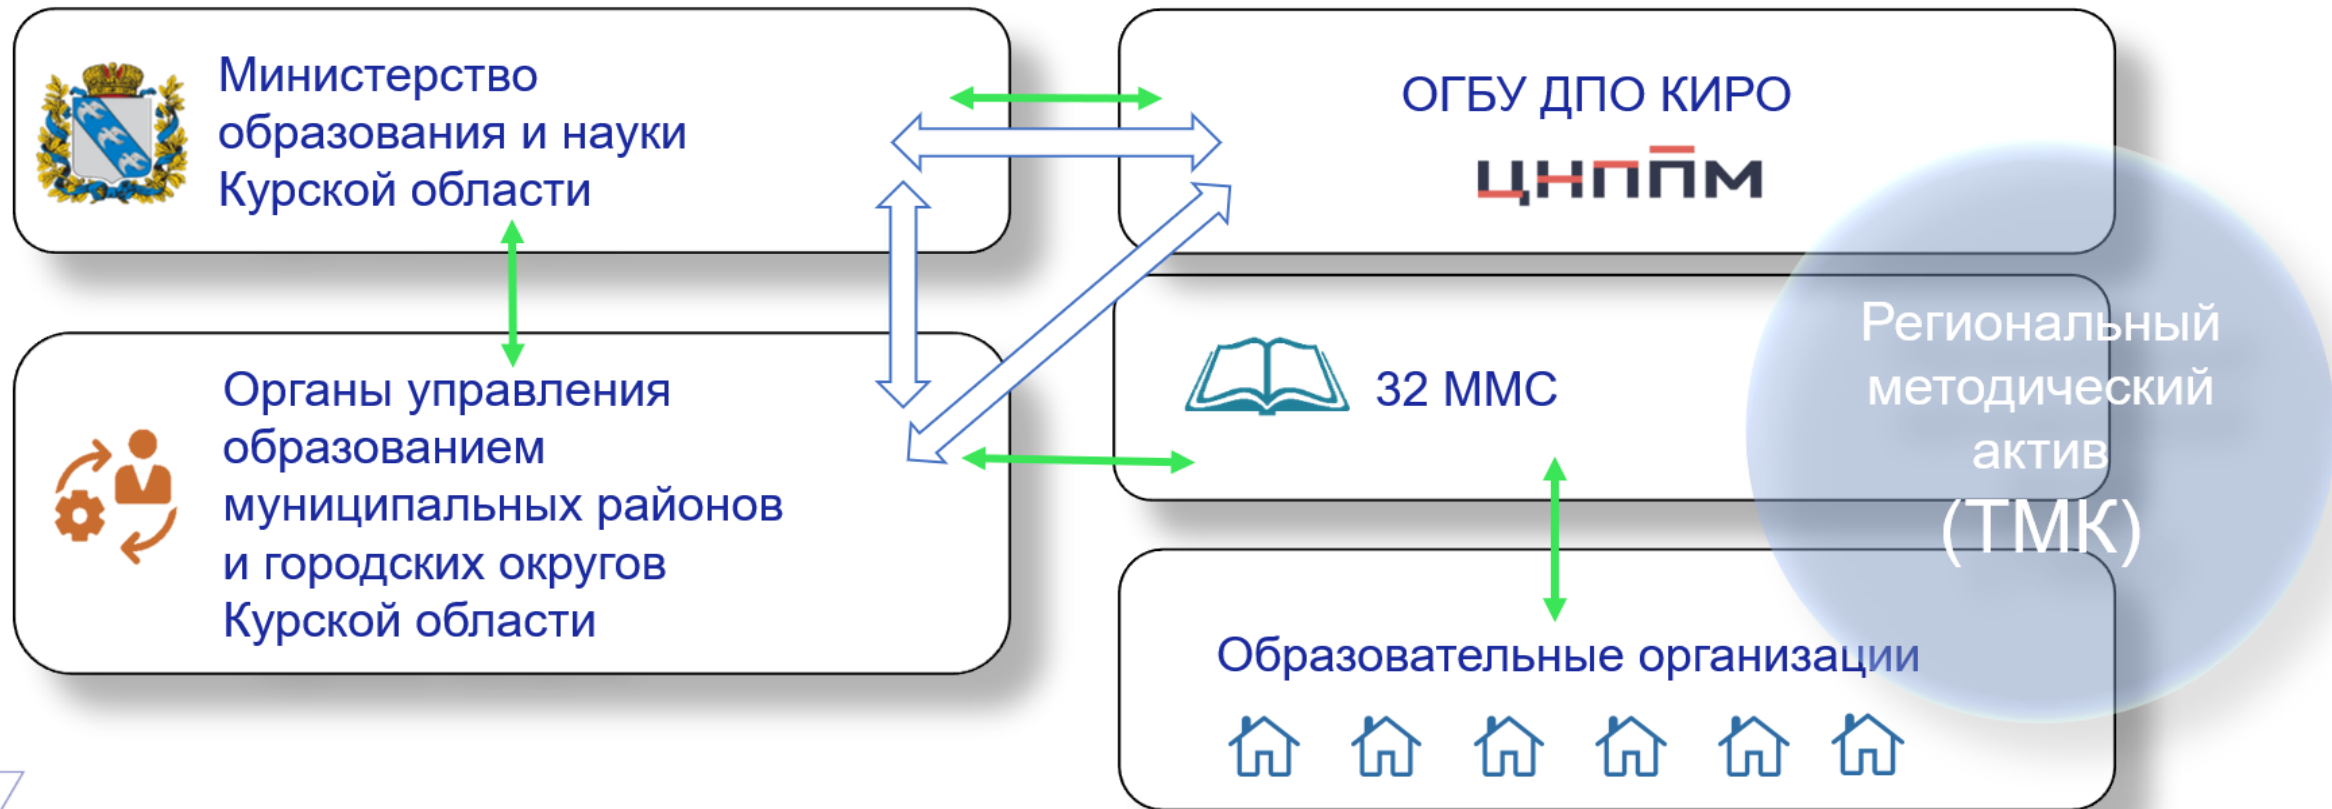 Министерство
образования и науки
Курской области
ОГБУ ДПО КИРО
ЦНППМ
Органы управления
образованием
муниципальных районов
и городских округов
Курской области
32 ММС
Региональный
методический
актив
(ТМК)
Образовательные организации